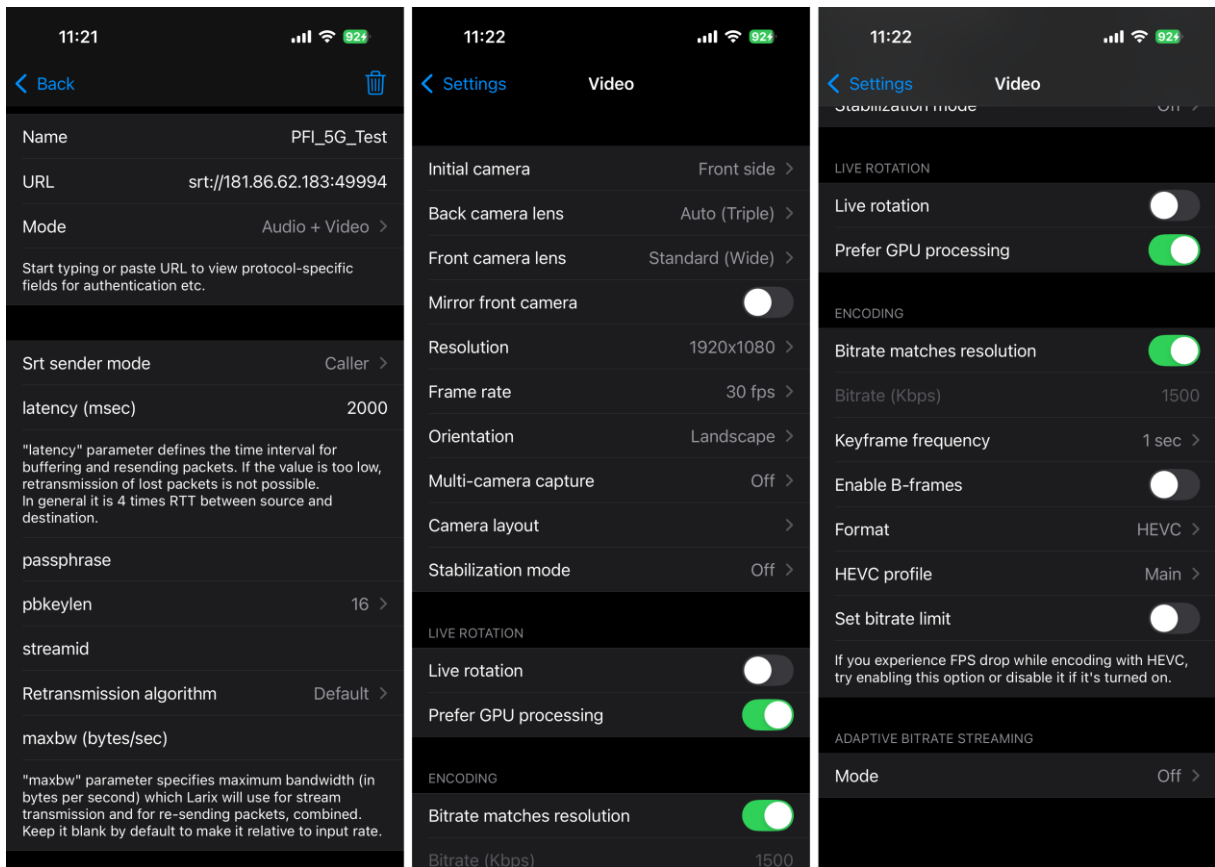 11:21
92
Back
Name PFI_5G_Test
URL srt://181.86.62.183:49994
Mode Audio + Video >
Start typing or paste URL to view protocol-specific
fields for authentication etc.
Srt sender mode Caller >
latency (msec) 2000
"latency" parameter defines the time interval for
buffering and resending packets. If the value is too low,
retransmission of lost packets is not possible.
In general it is 4 times RTT between source and
destination.
passphrase
pbkeylen 16 >
streamid
Retransmission algorithm Default >
maxbw (bytes/sec)
"maxbw" parameter specifies maximum bandwidth (in
bytes per second) which Larix will use for stream
transmission and for re-sending packets, combined.
Keep it blank by default to make it relative to input rate.
11:22
92
Settings Video
Initial camera Front side >
Back camera lens Auto (Triple) >
Front camera lens Standard (Wide) >
Mirror front camera
Resolution 1920x1080 >
Frame rate 30 fps >
Orientation Landscape >
Multi-camera capture Off >
Camera layout >
Stabilization mode Off >
LIVE ROTATION
Live rotation
Prefer GPU processing
ENCODING
Bitrate matches resolution
Bitrate (Kbps) 1500
11:22
92
Settings Video
Stabilization mode Off >
LIVE ROTATION
Live rotation
Prefer GPU processing
ENCODING
Bitrate matches resolution
Bitrate (Kbps) 1500
Keyframe frequency 1 sec >
Enable B-frames
Format HEVC >
HEVC profile Main >
Set bitrate limit
If you experience FPS drop while encoding with HEVC,
try enabling this option or disable it if it's turned on.
ADAPTIVE BITRATE STREAMING
Mode Off >